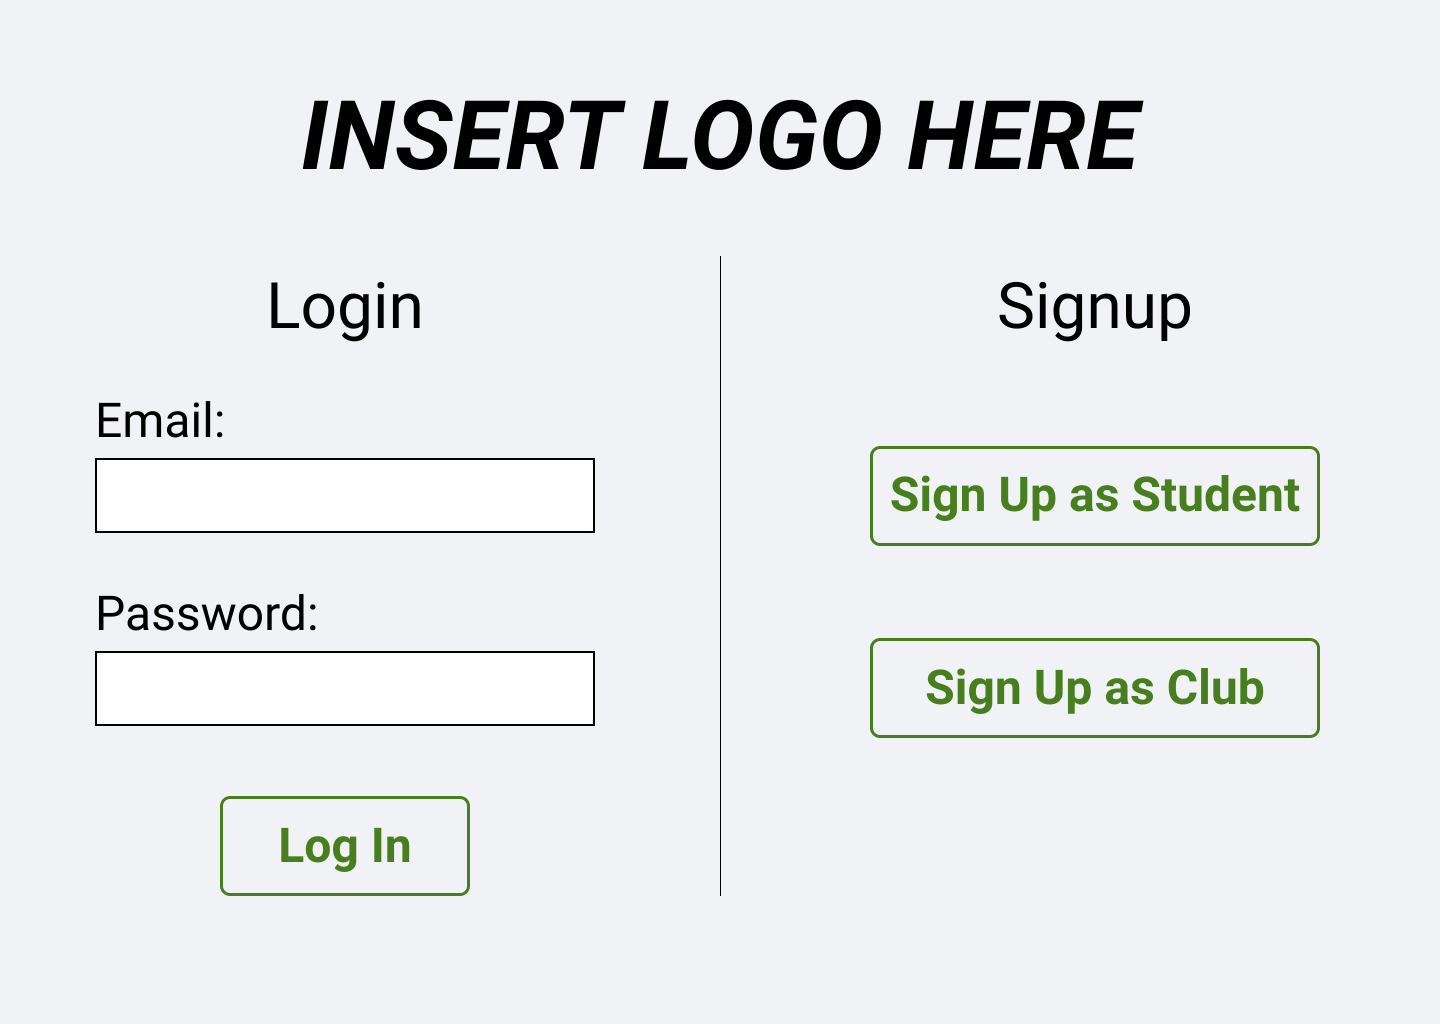 INSERT LOGO HERE
Login
Email:
Password:
Log In
Signup
Sign Up as Student
Sign Up as Club